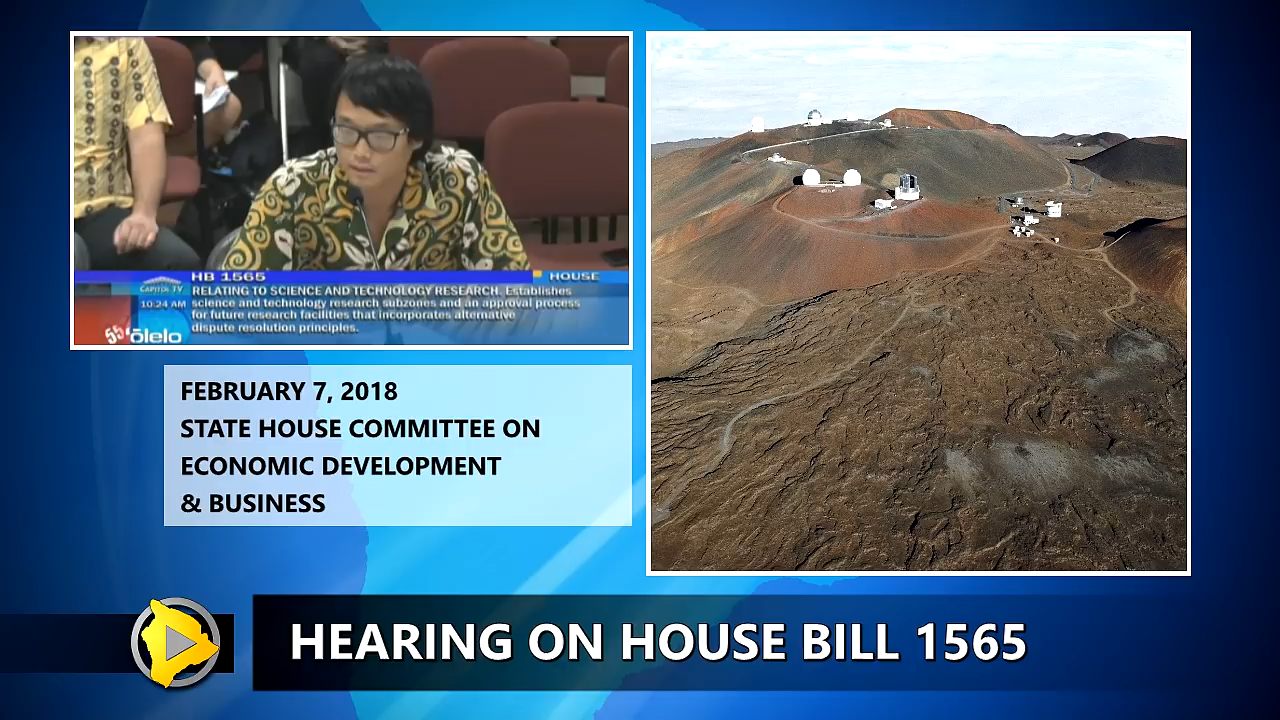 HB 1565
HOUSE
CAPITOL TV
10:24 AM
RELATING TO SCIENCE AND TECHNOLOGY RESEARCH. Establishes
science and technology research subzones and an approval process
for future research facilities that incorporates alternative
dispute resolution principles.
55 'ōlelo
FEBRUARY 7, 2018
STATE HOUSE COMMITTEE ON
ECONOMIC DEVELOPMENT
& BUSINESS
HEARING ON HOUSE BILL 1565